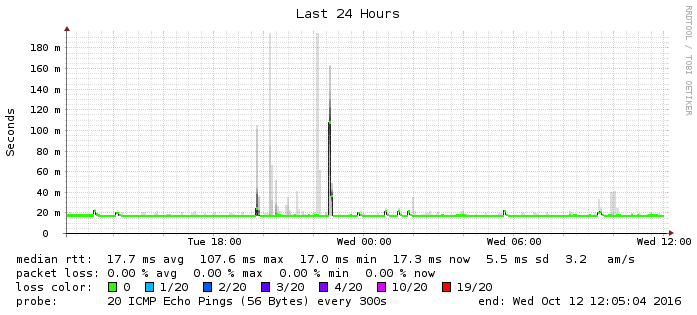 Last 24 Hours
RRDTOOL / TOBI OETIKER
Seconds
180 m
160 m
140 m
120 m
100 m
80 m
60 m
40 m
20 m
0
Tue 18:00 Wed 00:00 Wed 06:00 Wed 12:00
median rtt: 17.7 ms avg 107.6 ms max 17.0 ms min 17.3 ms now 5.5 ms sd 3.2 am/s
packet loss: 0.00 % avg 0.00 % max 0.00 % min 0.00 % now
loss color: 0 1/20 2/20 3/20 4/20 10/20 19/20
probe: 20 ICMP Echo Pings (56 Bytes) every 300s end: Wed Oct 12 12:05:04 2016